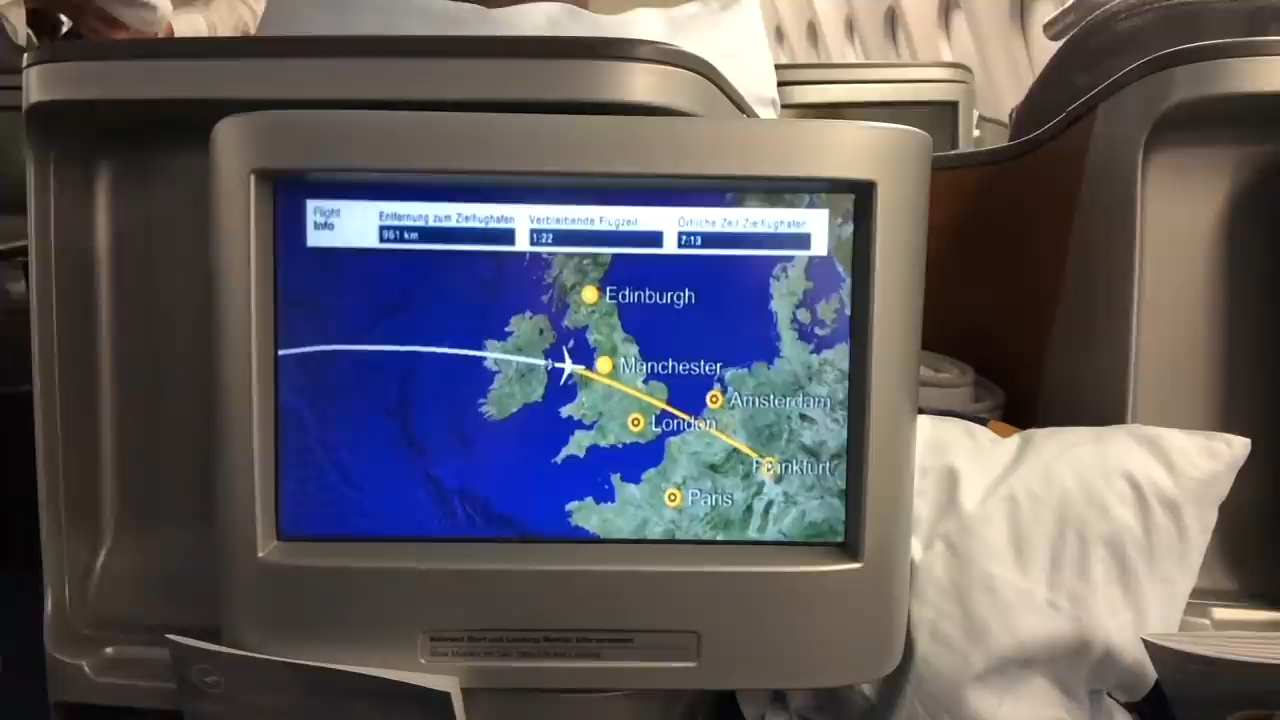 Flight
Info
Entfernung zum Zielflughafen
961 km
Verbleibende Flugzeit
1:22
Örtliche Zeit Zielflughafen
7:13
Edinburgh
Manchester
Amsterdam
London
Frankfurt
Paris